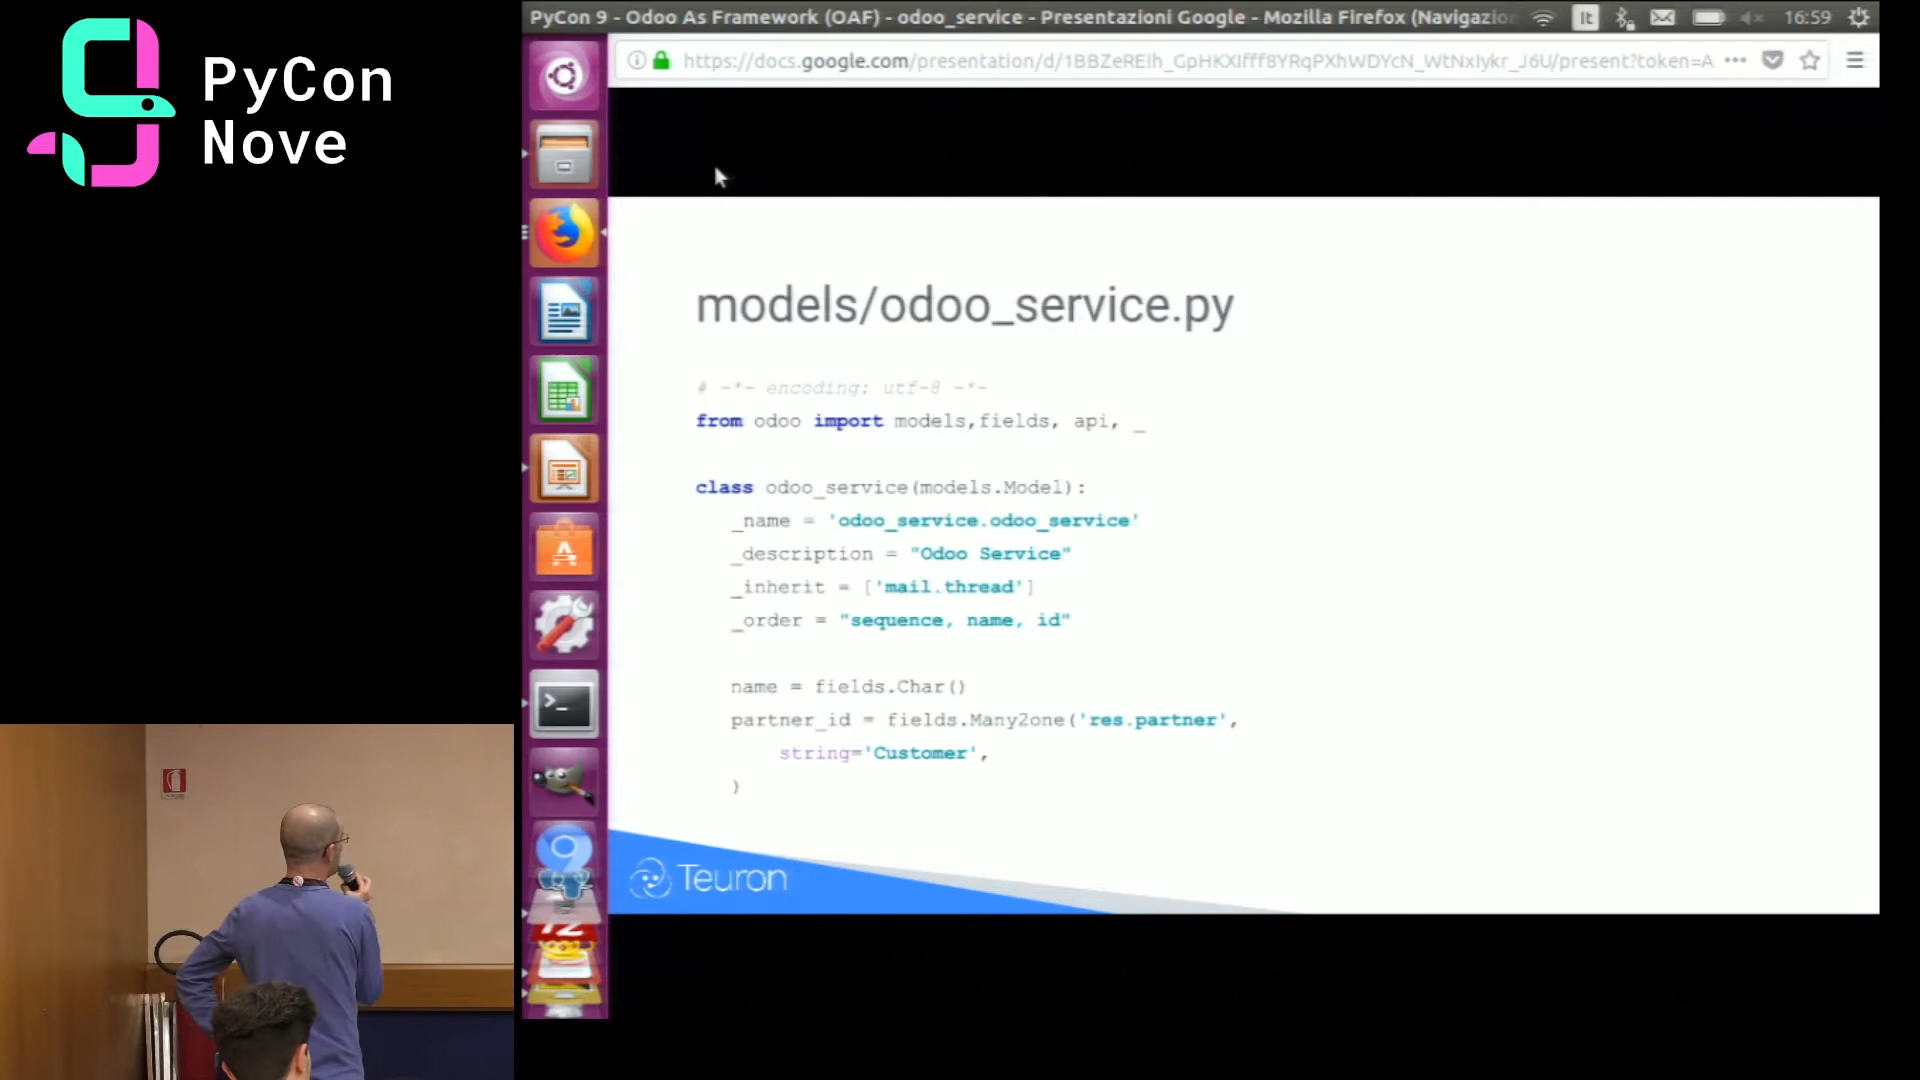 PyCon
Nove
PyCon 9 - Odoo As Framework (OAF) - odoo_service - Presentazioni Google - Mozilla Firefox (Navigazio
It
16:59
https://docs.google.com/presentation/d/1BBZeREIh_GpHKXIfff8YRqPXhWDYcN_WtNxIykr_J6U/present?token=A
models/odoo_service.py
# -*- encoding: utf-8 -*-
from odoo import models,fields, api, _
class odoo_service(models.Model):
_name = 'odoo_service.odoo_service'
_description = "Odoo Service"
_inherit = ['mail.thread']
_order = "sequence, name, id"
name = fields.Char()
partner_id = fields.Many2one('res.partner',
string='Customer',
)
Teuron